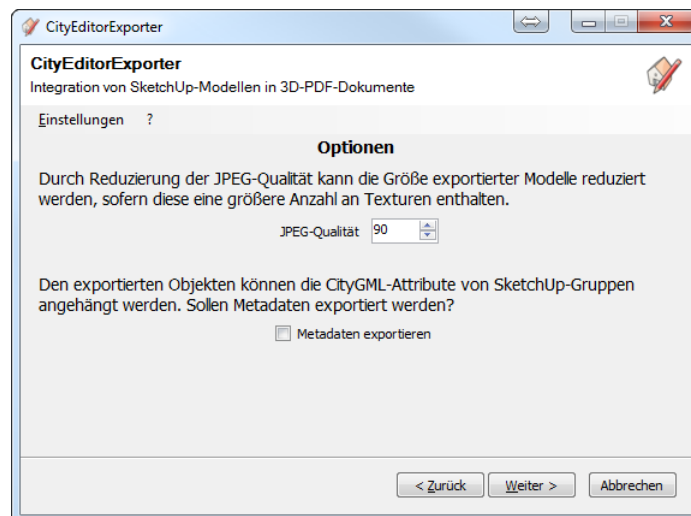 CityEditorExporter
CityEditorExporter
Integration von SketchUp-Modellen in 3D-PDF-Dokumente
Einstellungen ?
Optionen
Durch Reduzierung der JPEG-Qualität kann die Größe exportierter Modelle reduziert
werden, sofern diese eine größere Anzahl an Texturen enthalten.
JPEG-Qualität 90
Den exportierten Objekten können die CityGML-Attribute von SketchUp-Gruppen
angehängt werden. Sollen Metadaten exportiert werden?
Metadaten exportieren
< Zurück Weiter > Abbrechen